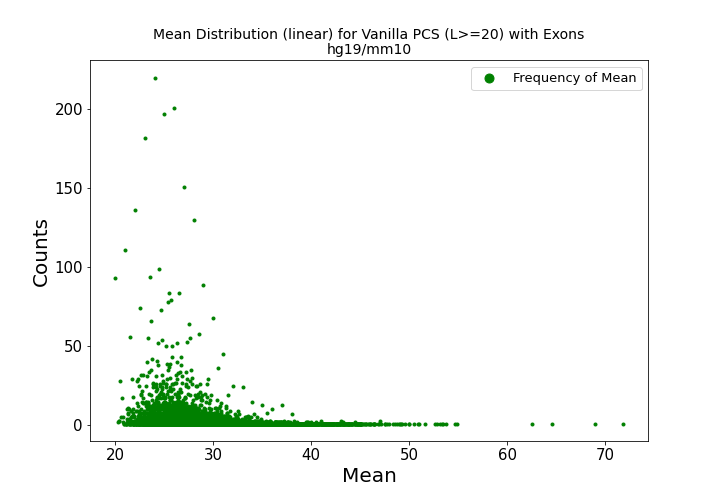 Mean Distribution (linear) for Vanilla PCS (L>=20) with Exons
hg19/mm10
Frequency of Mean
200
150
100
50
0
Counts
20 30 40 50 60 70
Mean